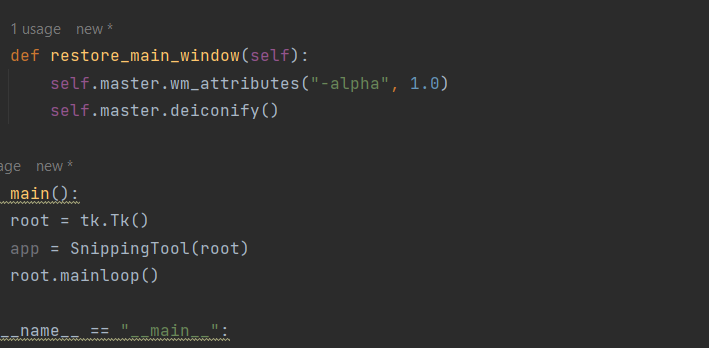 1 usage new *
def restore_main_window(self):
self.master.wm_attributes("-alpha", 1.0)
self.master.deiconify()
age new *
main():
root = tk.Tk()
app = SnippingTool(root)
root.mainloop()
__name__ == "__main__":